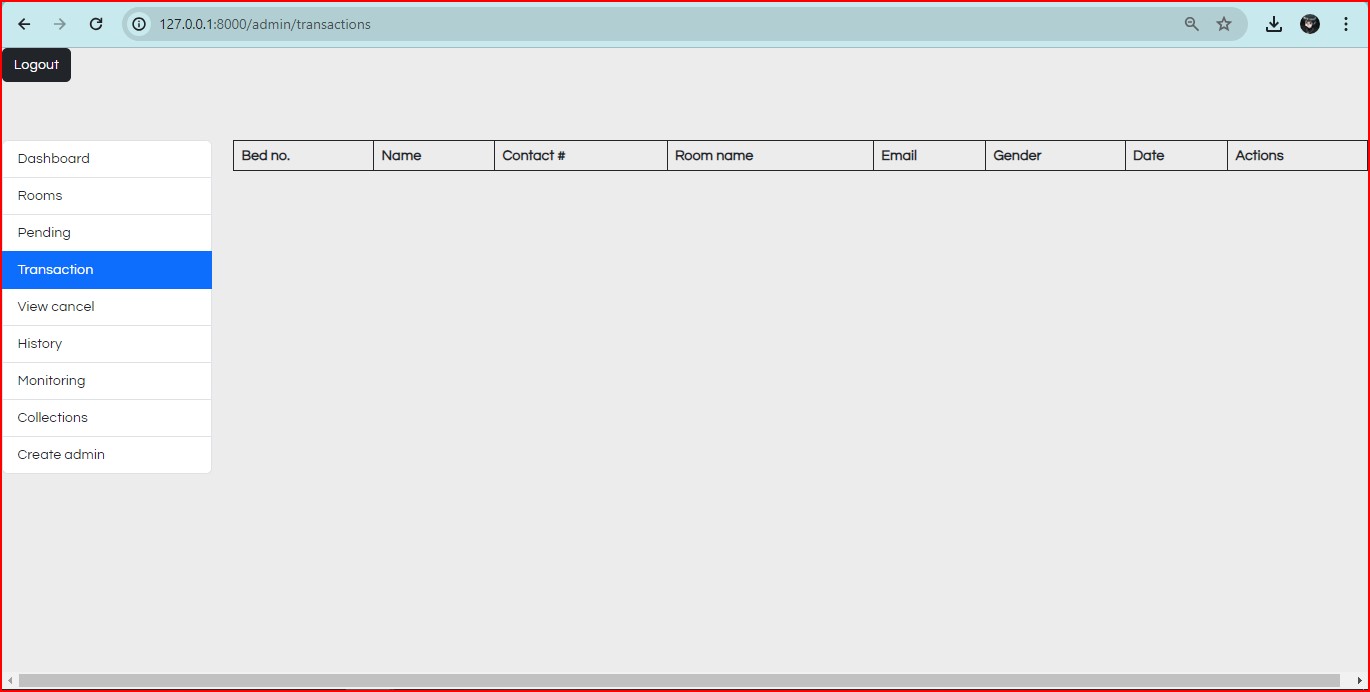 127.0.0.1:8000/admin/transactions
Logout
Bed no. Name Contact # Room name Email Gender Date Actions
Dashboard
Rooms
Pending
Transaction
View cancel
History
Monitoring
Collections
Create admin